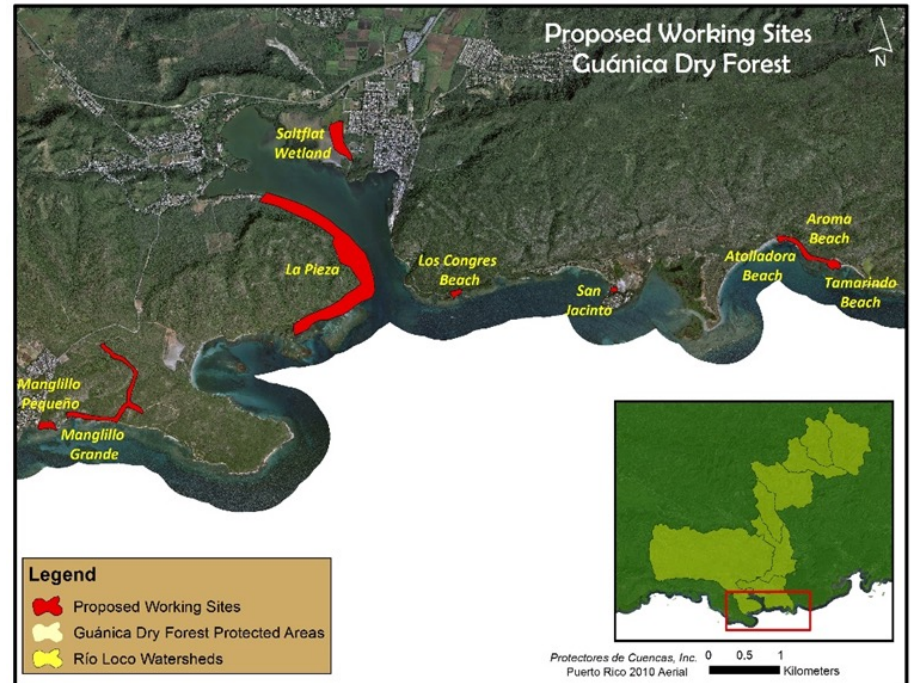 Proposed Working Sites
Guánica Dry Forest
N
Saltflat
Wetland
La Pieza
Los Congres
Beach
San
Jacinto
Aroma
Beach
Atolladora
Beach
Tamarindo
Beach
Manglillo
Pequeño
Manglillo
Grande
Legend
Proposed Working Sites
Guánica Dry Forest Protected Areas
Río Loco Watersheds
Protectores de Cuencas, Inc.
Puerto Rico 2010 Aerial
0 0.5 1
Kilometers